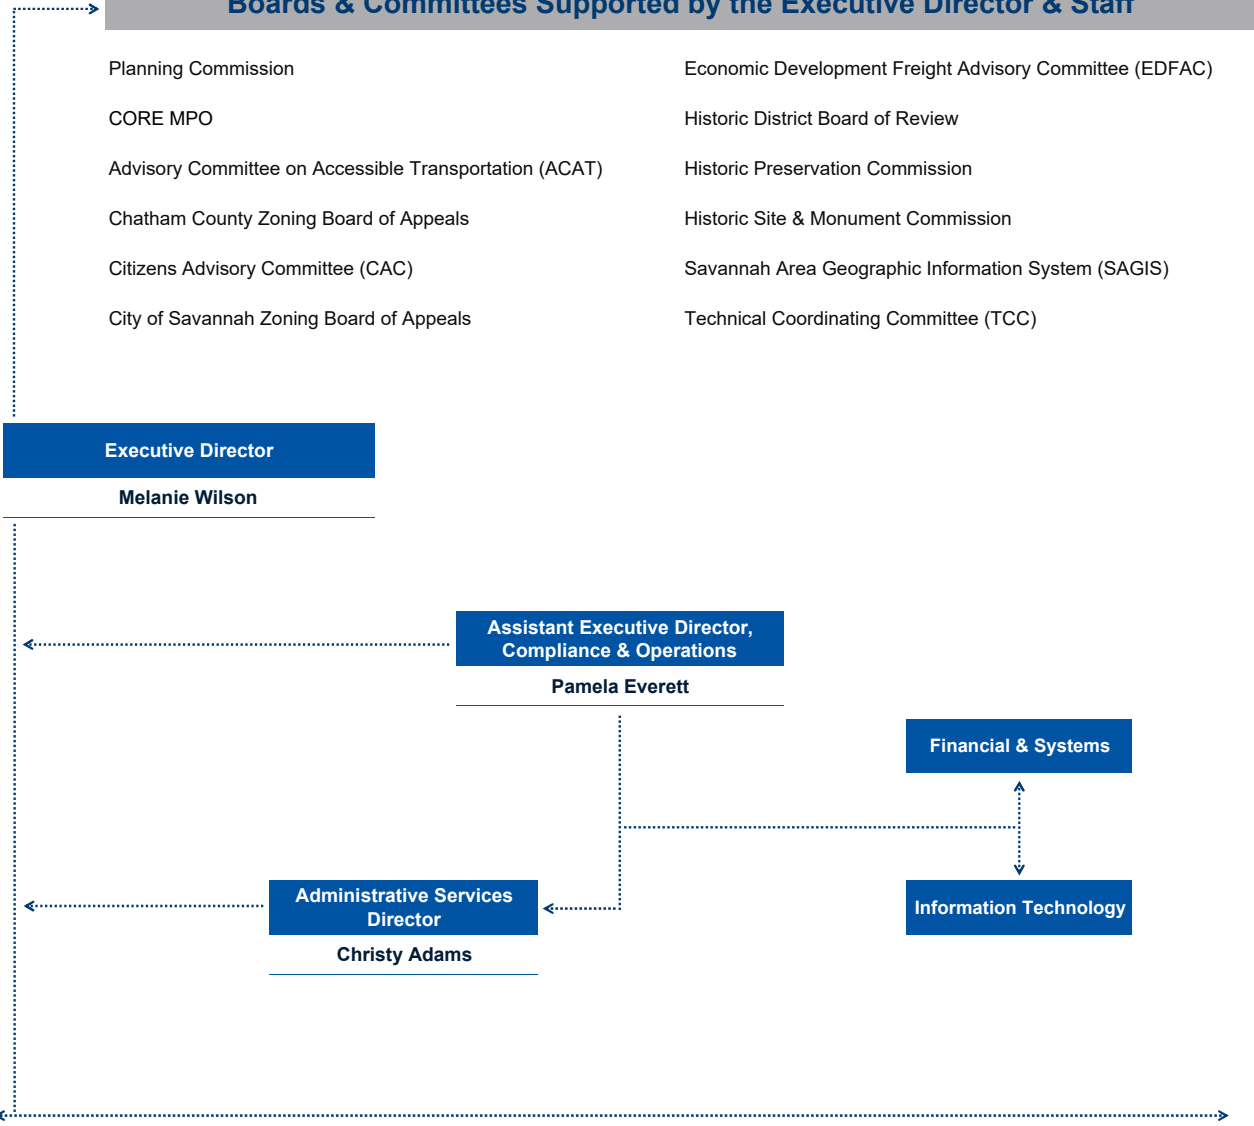 Boards & Committees Supported by the Executive Director & Staff
Planning Commission
CORE MPO
Advisory Committee on Accessible Transportation (ACAT)
Chatham County Zoning Board of Appeals
Citizens Advisory Committee (CAC)
City of Savannah Zoning Board of Appeals
Economic Development Freight Advisory Committee (EDFAC)
Historic District Board of Review
Historic Preservation Commission
Historic Site & Monument Commission
Savannah Area Geographic Information System (SAGIS)
Technical Coordinating Committee (TCC)
Executive Director
Melanie Wilson
Assistant Executive Director,
Compliance & Operations
Pamela Everett
Financial & Systems
Administrative Services
Director
Christy Adams
Information Technology